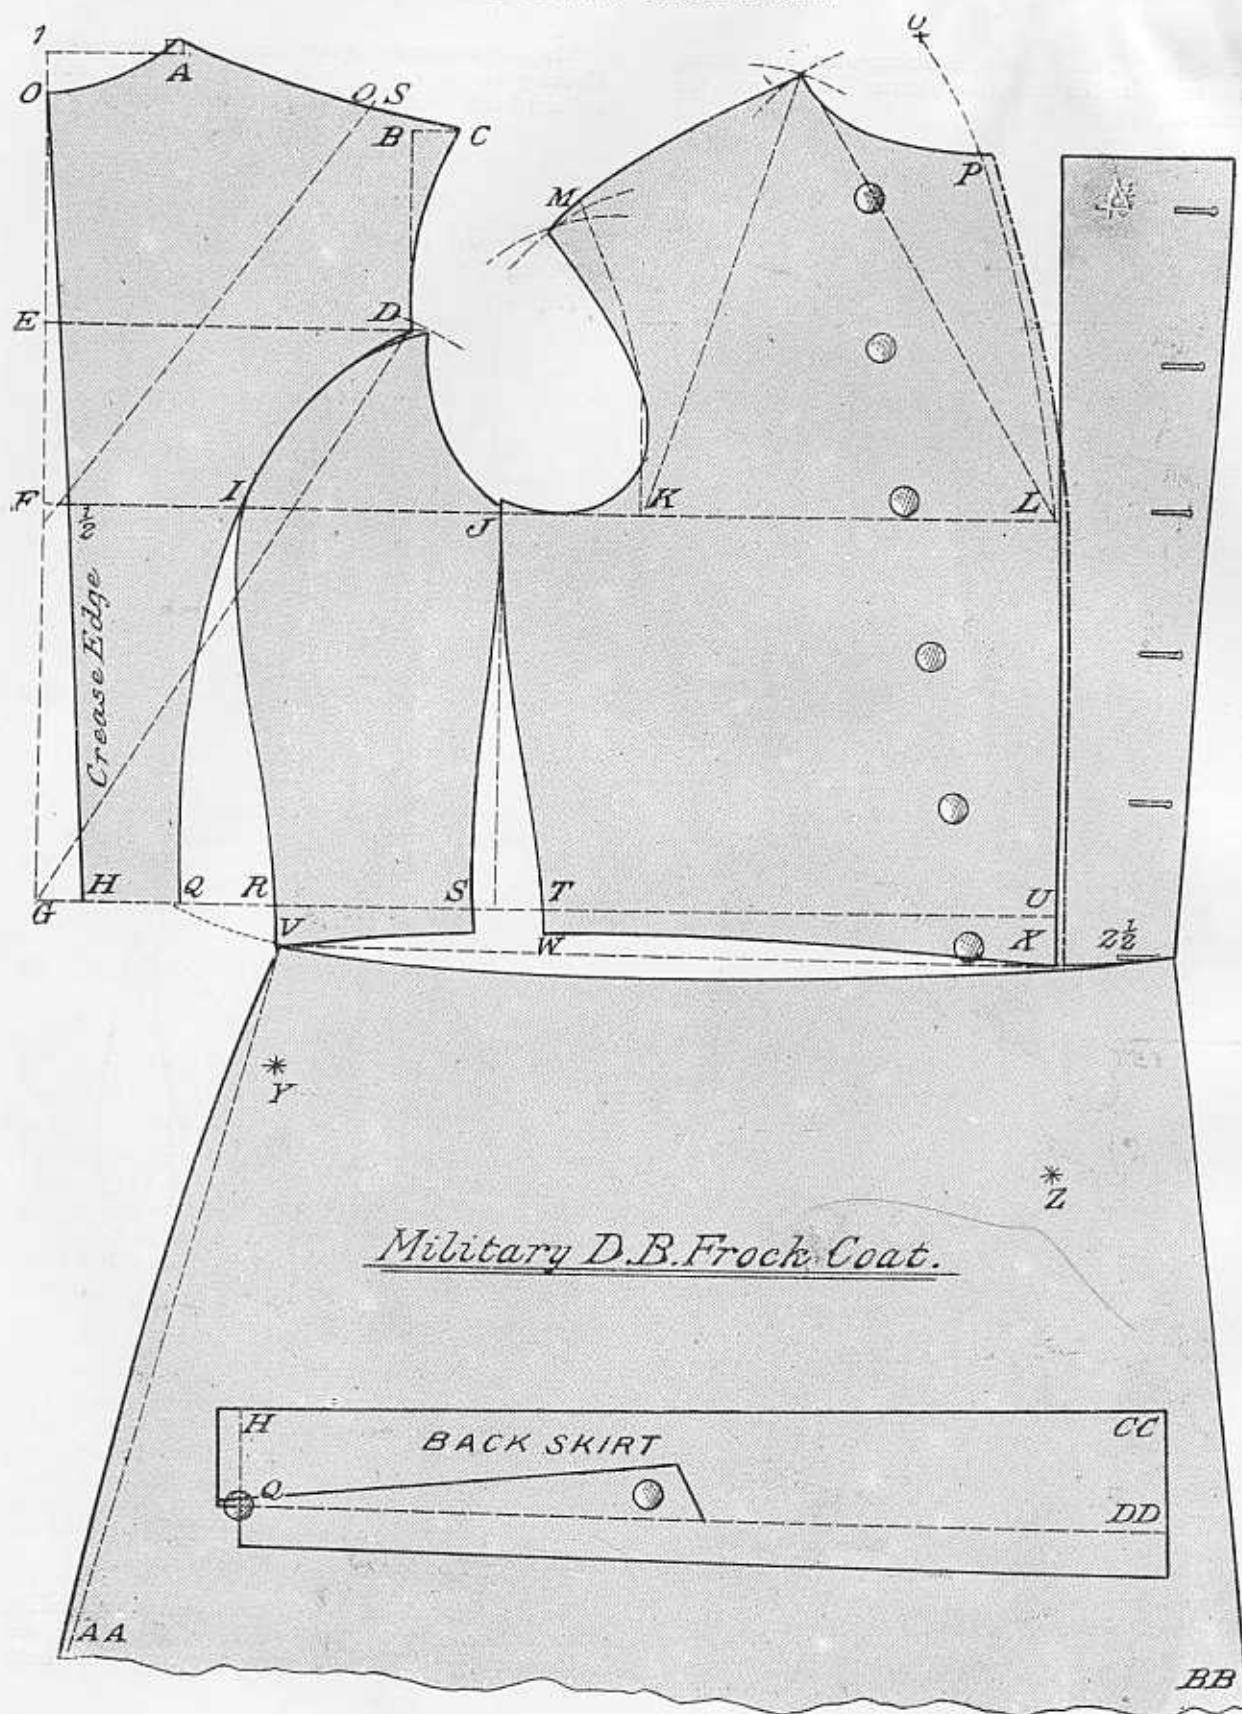 1
A
O
O S
B C
M
P
D
E
F
1/2
I
J
K
L
Crease Edge
G
H
Q
R
S
T
U
V
W
X
2 1/2
Y
Z
Military D.B. Frock Coat.
H
CC
BACK SKIRT
Q
DD
AA
BB